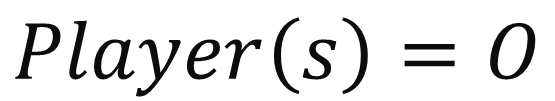 Player(s) = O